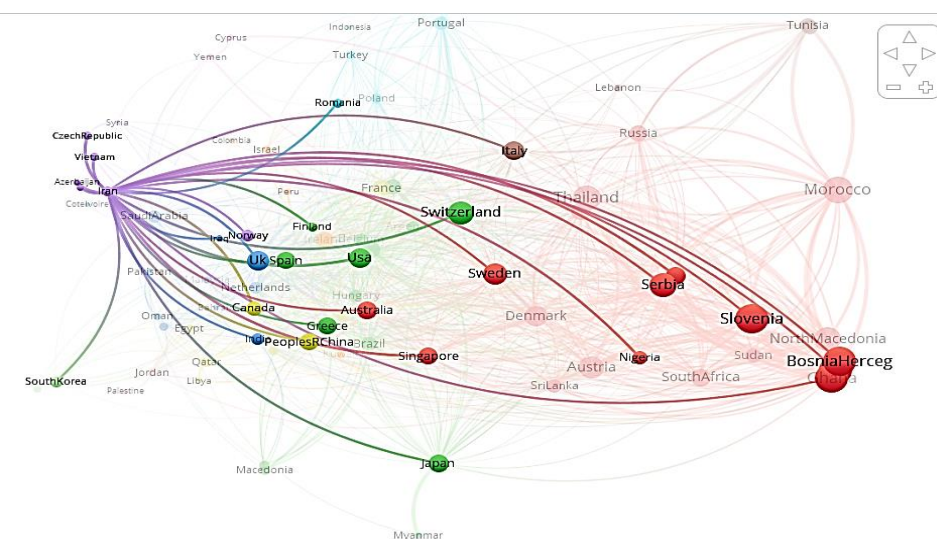 Portugal
Tunisia
Indonesia
Cyprus
Turkey
Yemen
Lebanon
Poland
Romania
Syria
Russia
CzechRepublic
Colombia
Israel
Italy
Vietnam
Azerbaijan
Iran
Peru
France
Thailand
Morocco
Cotelvoire
SaudiArabia
Switzerland
Finland
Iraq
Norway
Uk
Spain
Usa
Pakistan
Sweden
Serbia
Netherlands
Hungary
Canada
Australia
Oman
Denmark
Slovenia
Egypt
Greece
India
PeoplesRChina
Brazil
NorthMacedonia
Qatar
Singapore
Nigeria
Sudan
BosniaHerceg
Jordan
Austria
SouthAfrica
Ghana
SouthKorea
Libya
SriLanka
Palestine
Macedonia
Japan
Myanmar